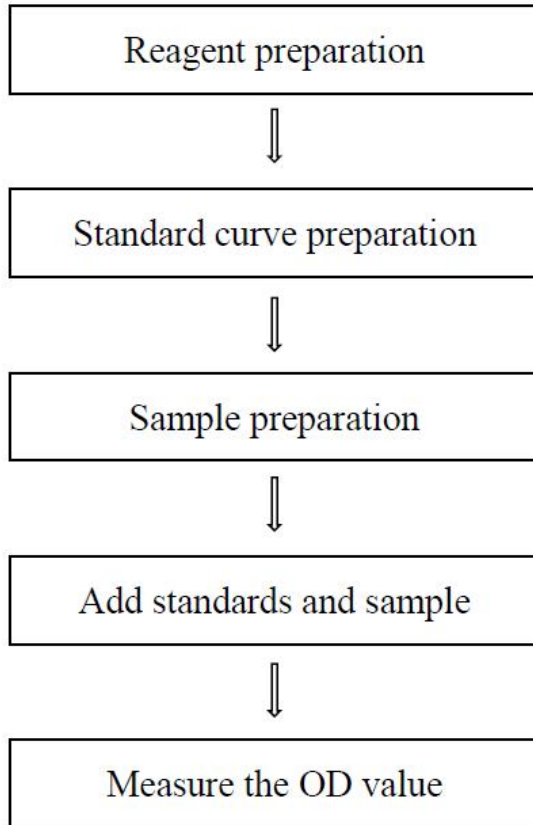 Reagent preparation
Standard curve preparation
Sample preparation
Add standards and sample
Measure the OD value